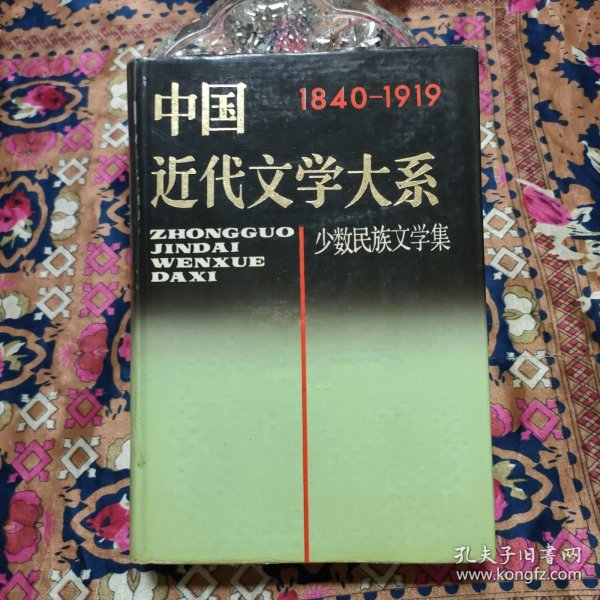 中国
1840-1919
近代文学大系
ZHONGGUO
JINDAI
WENXUE
DAXI
少数民族文学集
孔夫子旧书网
www.kongfz.com